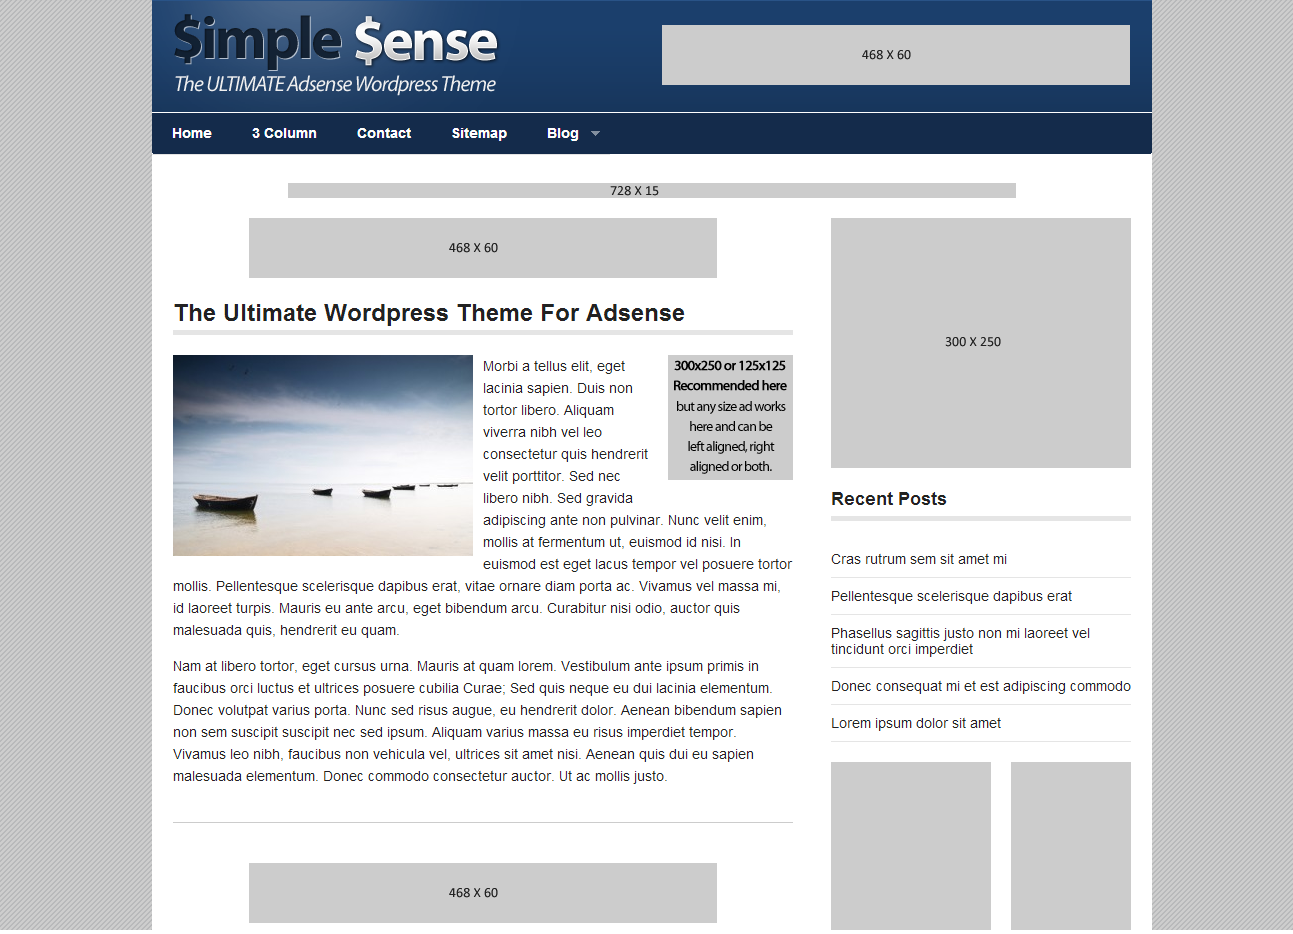 $imple $ense
The ULTIMATE Adsense Wordpress Theme
468 X 60
Home
3 Column
Contact
Sitemap
Blog
728 X 15
468 X 60
The Ultimate Wordpress Theme For Adsense
Morbi a tellus elit, eget
lacinia sapien. Duis non
tortor libero. Aliquam
viverra nibh vel leo
consectetur quis hendrerit
velit porttitor. Sed nec
libero nibh. Sed gravida
adipiscing ante non pulvinar. Nunc velit enim,
mollis at fermentum ut, euismod id nisi. In
euismod est eget lacus tempor vel posuere tortor
mollis. Pellentesque scelerisque dapibus erat, vitae ornare diam porta ac. Vivamus vel massa mi,
id laoreet turpis. Mauris eu ante arcu, eget bibendum arcu. Curabitur nisi odio, auctor quis
malesuada quis, hendrerit eu quam.
300x250 or 125x125
Recommended here
but any size ad works
here and can be
left aligned, right
aligned or both.
Nam at libero tortor, eget cursus urna. Mauris at quam lorem. Vestibulum ante ipsum primis in
faucibus orci luctus et ultrices posuere cubilia Curae; Sed quis neque eu dui lacinia elementum.
Donec volutpat varius porta. Nunc sed risus augue, eu hendrerit dolor. Aenean bibendum sapien
non sem suscipit suscipit nec sed ipsum. Aliquam varius massa eu risus imperdiet tempor.
Vivamus leo nibh, faucibus non vehicula vel, ultrices sit amet nisi. Aenean quis dui eu sapien
malesuada elementum. Donec commodo consectetur auctor. Ut ac mollis justo.
468 X 60
300 X 250
Recent Posts
Cras rutrum sem sit amet mi
Pellentesque scelerisque dapibus erat
Phasellus sagittis justo non mi laoreet vel
tincidunt orci imperdiet
Donec consequat mi et est adipiscing commodo
Lorem ipsum dolor sit amet